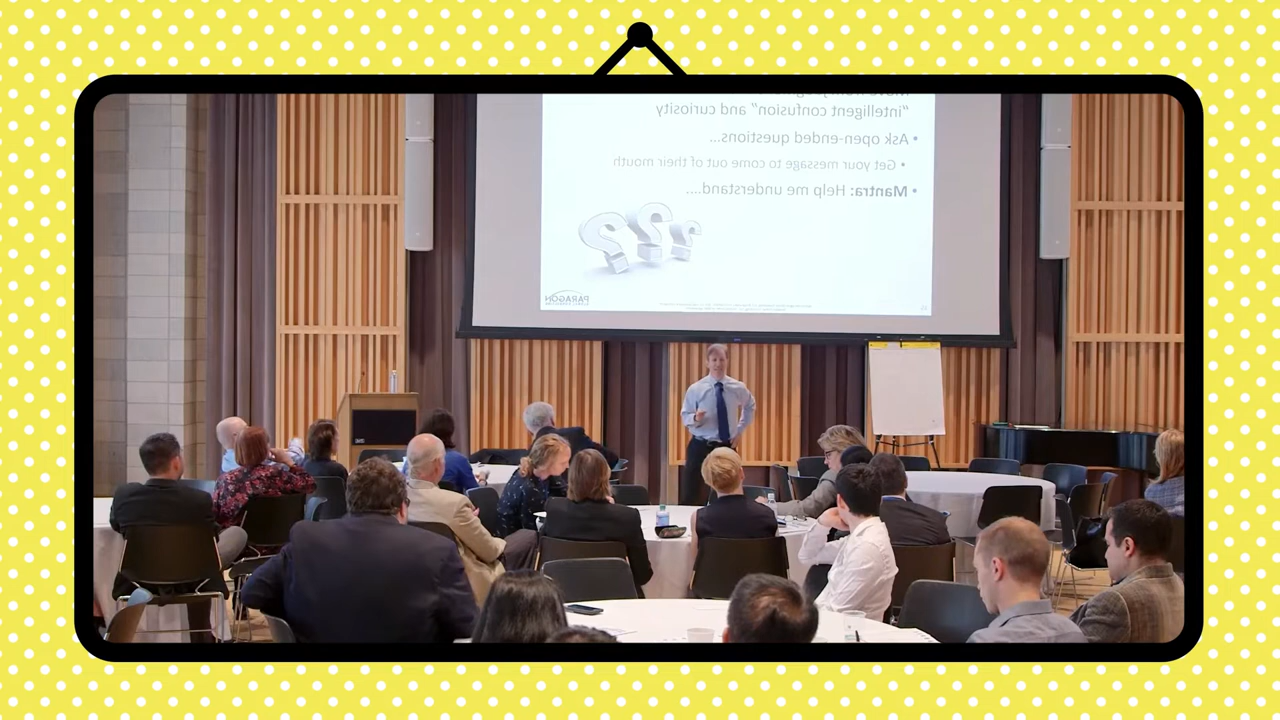 "intelligent confusion" and curiosity
• Ask open-ended questions...
• Get your message to come out of their mouth
• Mantra: Help me understand....
PARAGON